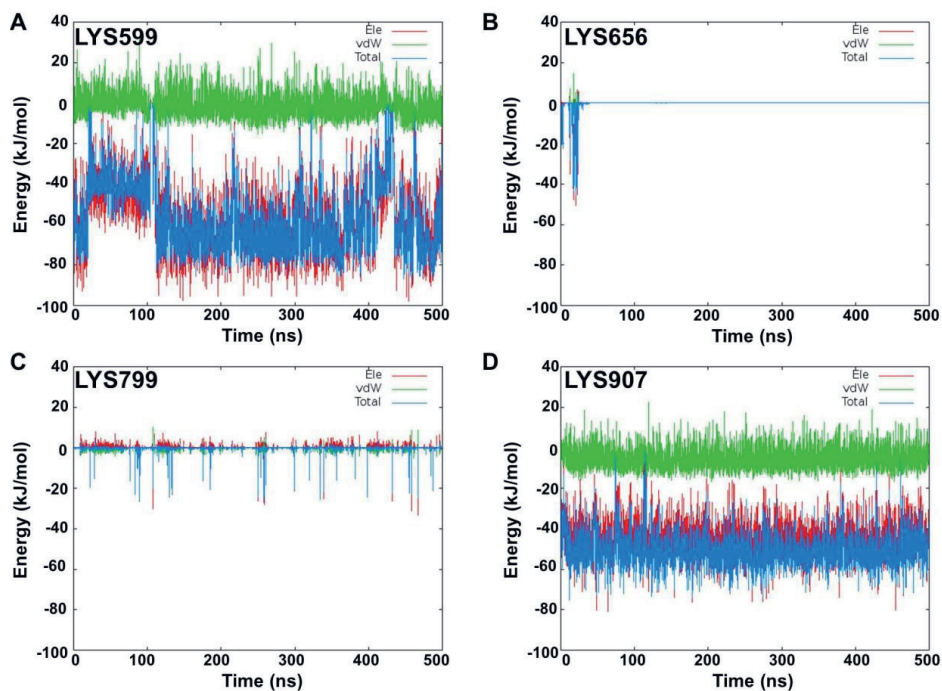 A
LYS599
Ele
vdW
Total
Energy (kJ/mol)
40
20
0
-20
-40
-60
-80
-100
0 100 200 300 400 500
Time (ns)
B
LYS656
Ele
vdW
Total
Energy (kJ/mol)
40
20
0
-20
-40
-60
-80
-100
0 100 200 300 400 500
Time (ns)
C
LYS799
Ele
vdW
Total
Energy (kJ/mol)
40
20
0
-20
-40
-60
-80
-100
0 100 200 300 400 500
Time (ns)
D
LYS907
Ele
vdW
Total
Energy (kJ/mol)
40
20
0
-20
-40
-60
-80
-100
0 100 200 300 400 500
Time (ns)